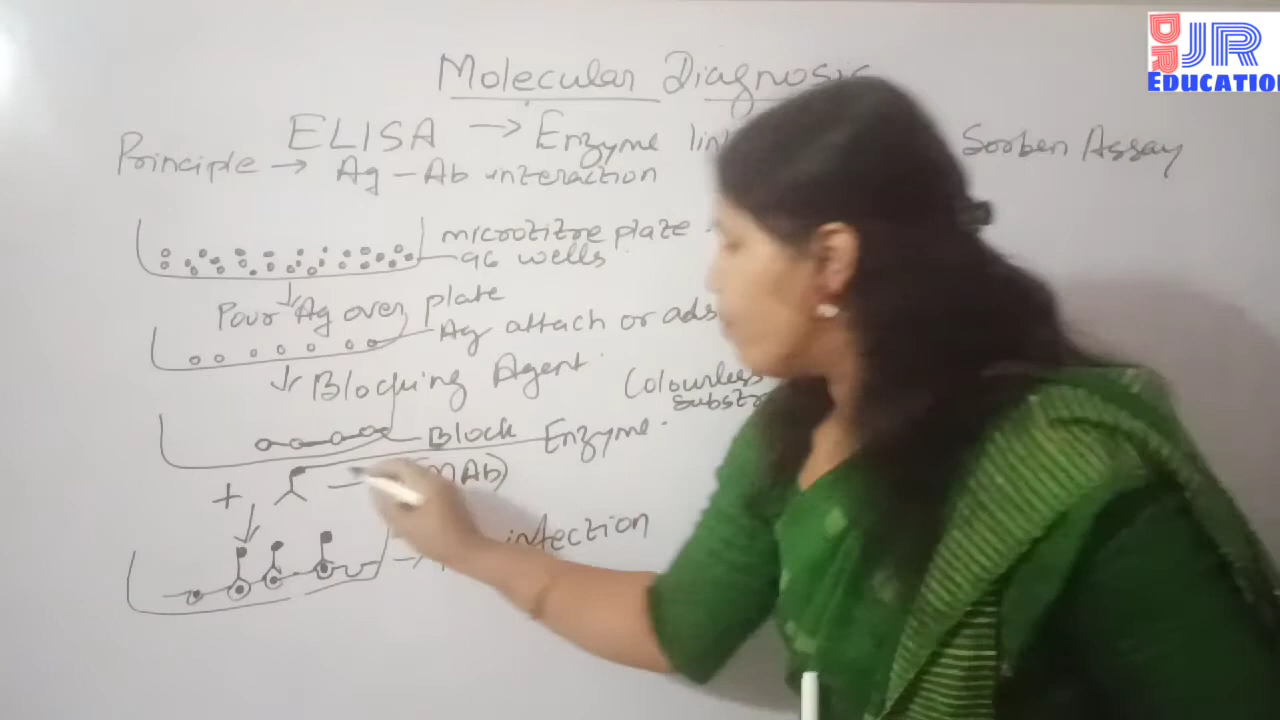 DR JR
EDUCATION
Molecular Diagnosis
ELISA → Enzyme lin Sorben Assay
Principle → Ag – Ab interaction
microtitre plate
96 wells
Pour Ag over plate
Ag attach or ads
Blocking Agent
(Colourless
substr
Block Enzyme
+ MAb)
infection